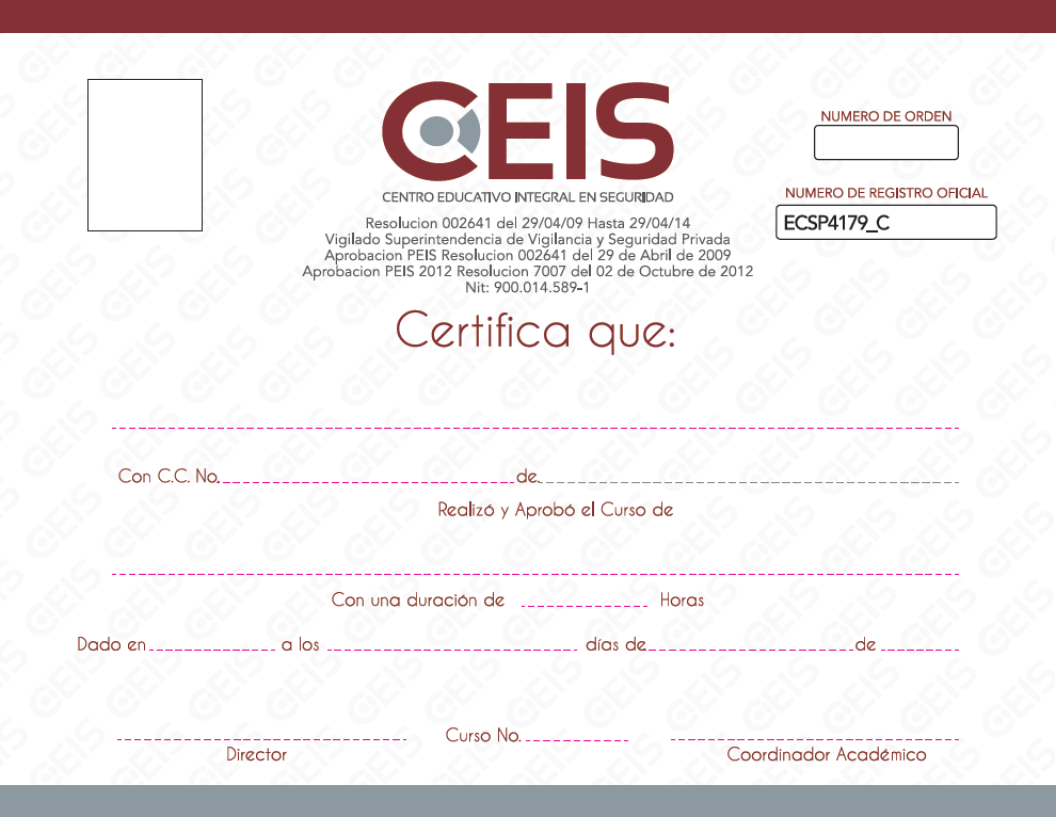 CEIS
CENTRO EDUCATIVO INTEGRAL EN SEGURIDAD
Resolucion 002641 del 29/04/09 Hasta 29/04/14
Vigilado Superintendencia de Vigilancia y Seguridad Privada
Aprobacion PEIS Resolucion 002641 del 29 de Abril de 2009
Aprobacion PEIS 2012 Resolucion 7007 del 02 de Octubre de 2012
Nit: 900.014.589-1
NUMERO DE ORDEN
NUMERO DE REGISTRO OFICIAL
ECSP4179_C
Certifica que:
Con C.C. No. de.
Realizó y Aprobó el Curso de
Con una duración de Horas
Dado en a los días de de
Curso No.
Director Coordinador Académico